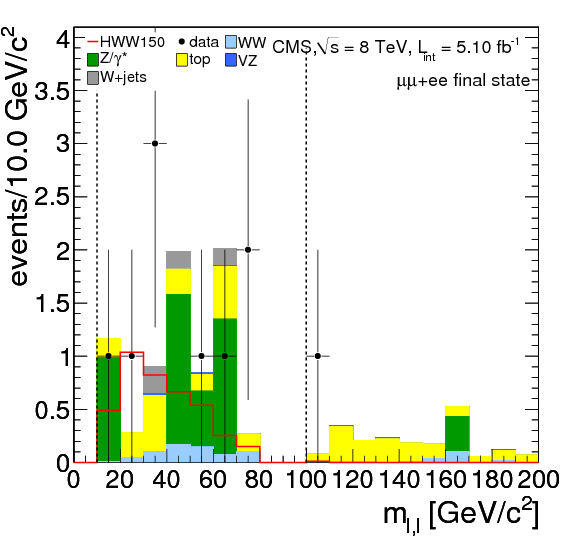 HWW150
data
WW
Z/γ*
top
VZ
W+jets
CMS,√s = 8 TeV, L_int = 5.10 fb⁻¹
μμ+ee final state
events/10.0 GeV/c²
4
3.5
3
2.5
2
1.5
1
0.5
0
0 20 40 60 80 100 120 140 160 180 200
m_l,l [GeV/c²]